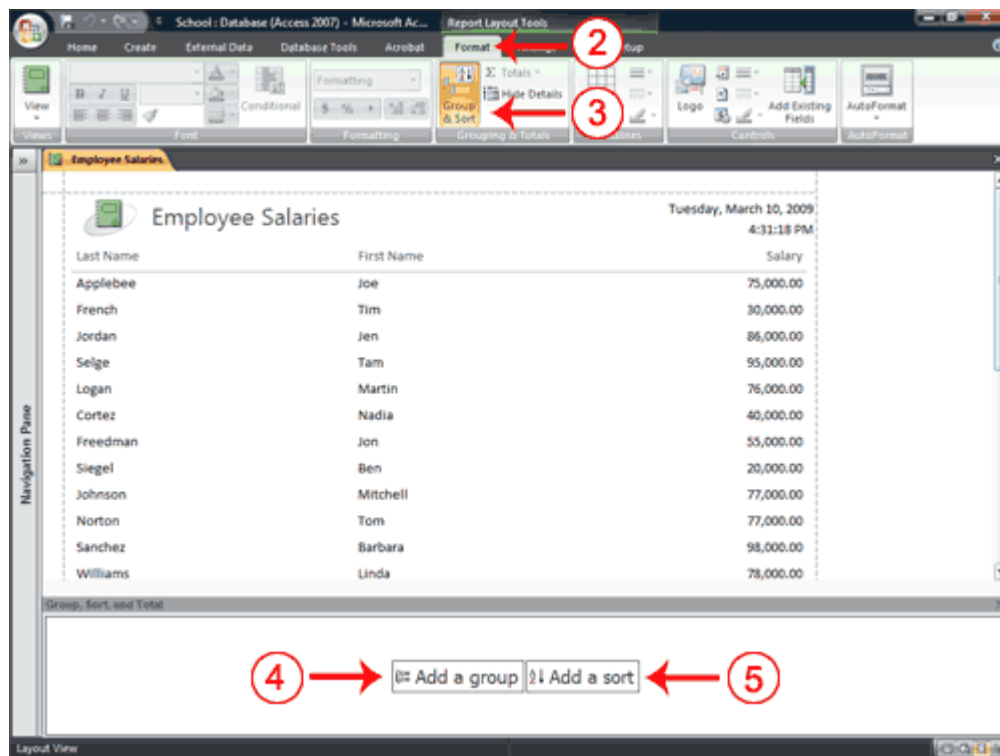 School : Database (Access 2007) - Microsoft Ac...
Report Layout Tools
Home Create External Data Database Tools Acrobat Format
2
View
B I U
Conditional
Formatting
$ %
Group & Sort
Σ Totals
Hide Details
3
Logo
Add Existing Fields
AutoFormat
Views Font Formatting Grouping & Totals Controls AutoFormat
Employee Salaries
Navigation Pane
Employee Salaries
Tuesday, March 10, 2009
4:31:18 PM
Last Name First Name Salary
Applebee Joe 75,000.00
French Tim 30,000.00
Jordan Jen 86,000.00
Selge Tam 95,000.00
Logan Martin 76,000.00
Cortez Nadia 40,000.00
Freedman Jon 55,000.00
Siegel Ben 20,000.00
Johnson Mitchell 77,000.00
Norton Tom 77,000.00
Sanchez Barbara 98,000.00
Williams Linda 78,000.00
Group, Sort, and Total
4 Add a group Add a sort 5
Layout View